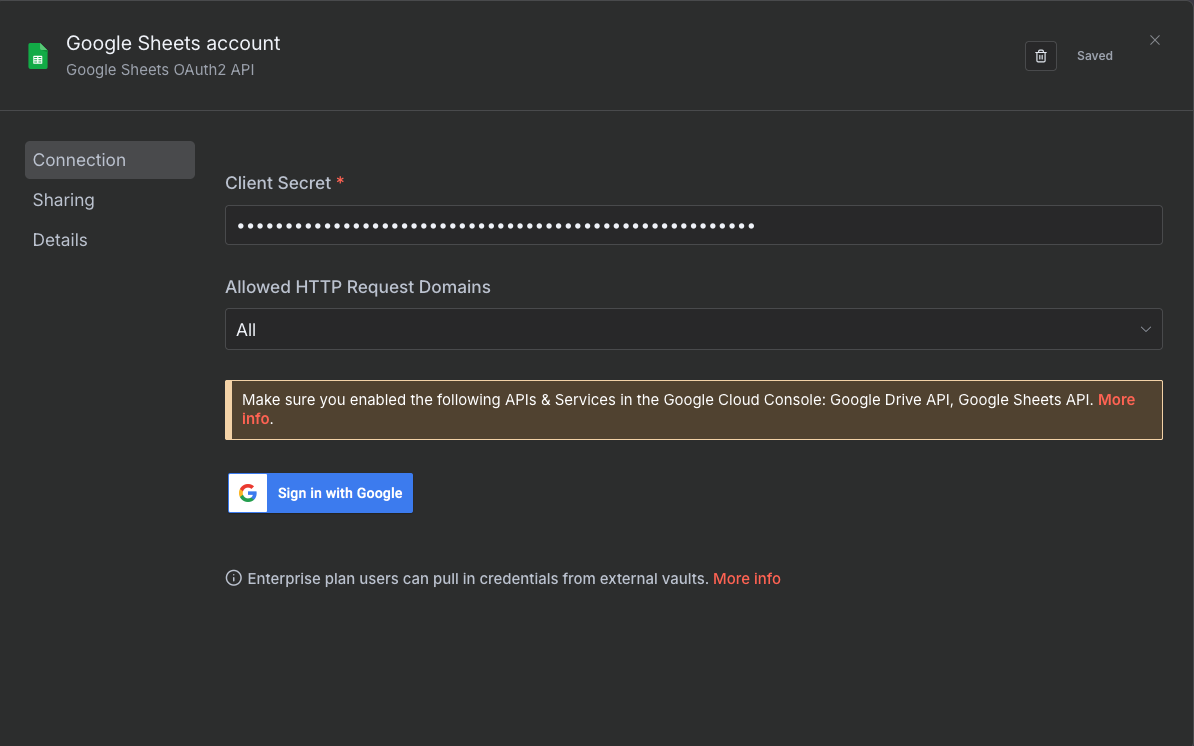 Google Sheets account
Google Sheets OAuth2 API
Saved
Connection
Sharing
Details
Client Secret *
••••••••••••••••••••••••••••••••••••••••••••••••••••••
Allowed HTTP Request Domains
All
Make sure you enabled the following APIs & Services in the Google Cloud Console: Google Drive API, Google Sheets API. More
info.
Sign in with Google
Enterprise plan users can pull in credentials from external vaults. More info